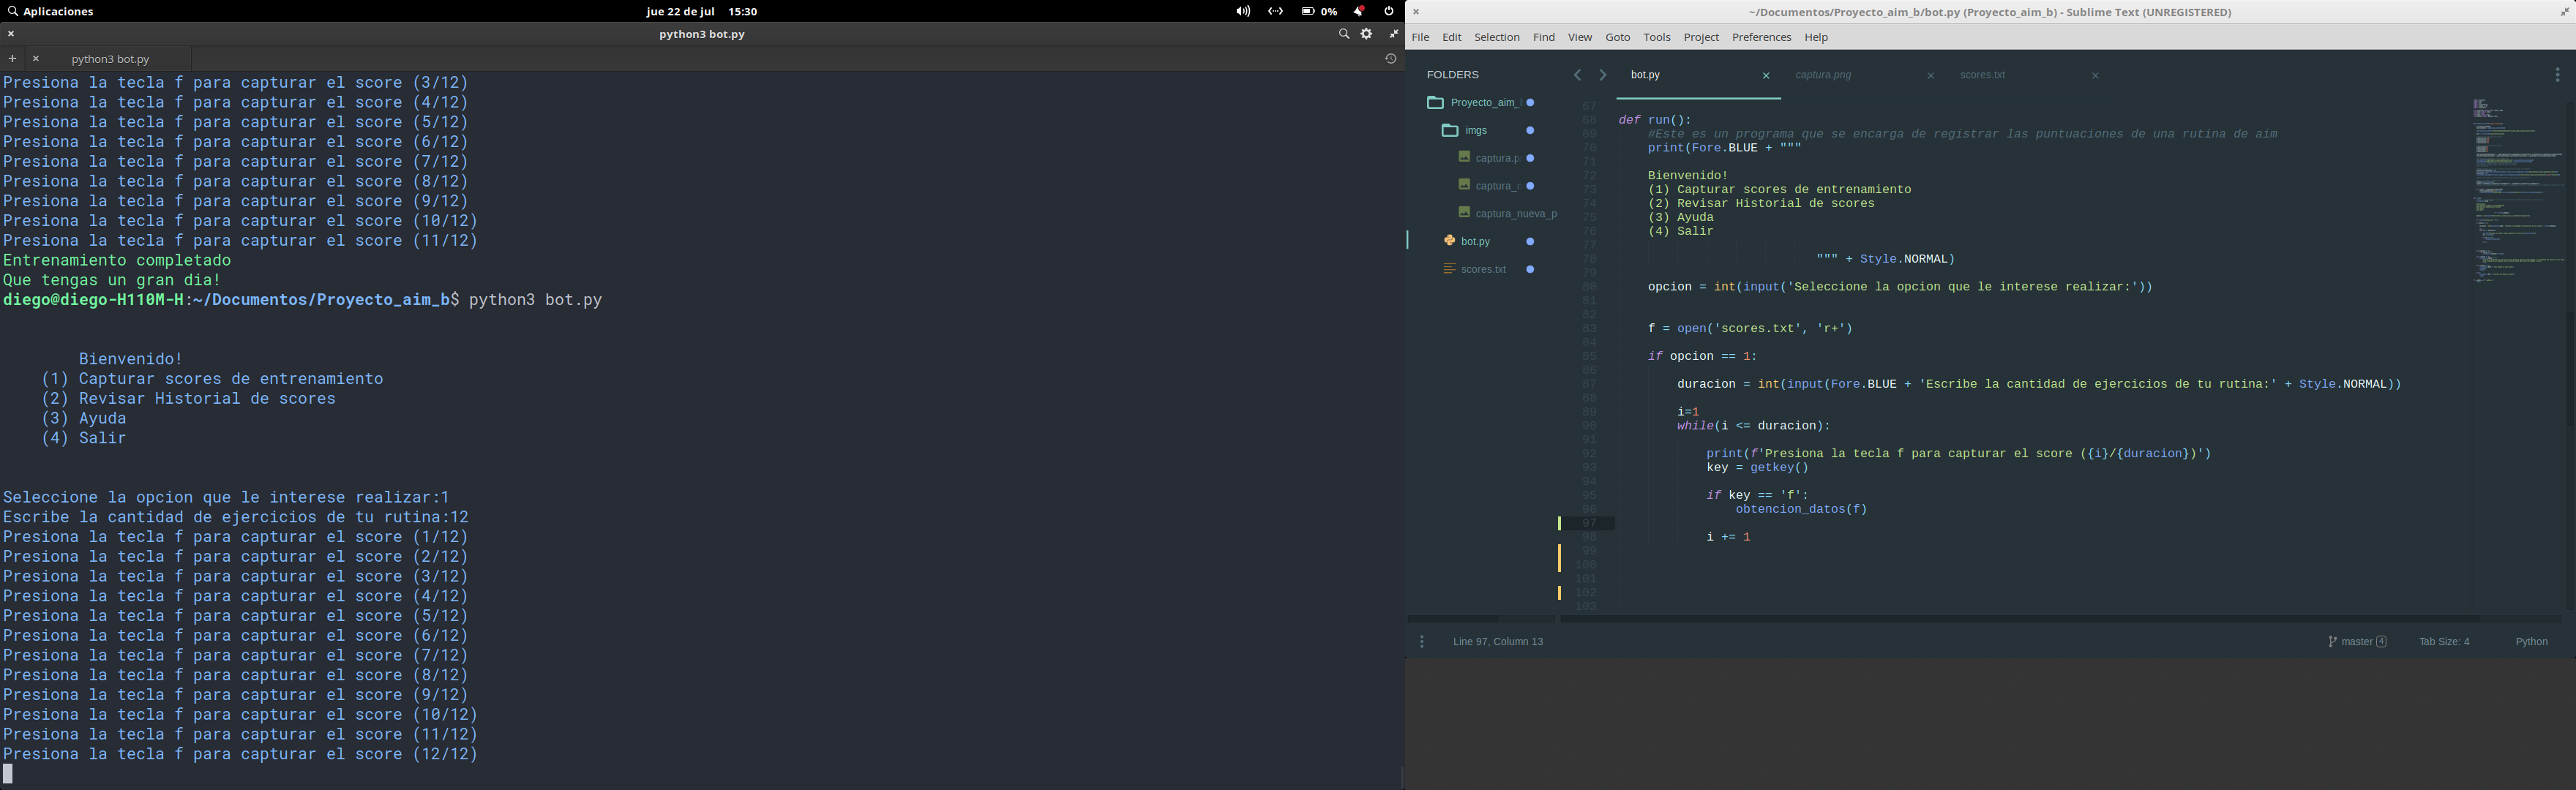 Aplicaciones
jue 22 de jul 15:30
0%
python3 bot.py
python3 bot.py
Presiona la tecla f para capturar el score (3/12)
Presiona la tecla f para capturar el score (4/12)
Presiona la tecla f para capturar el score (5/12)
Presiona la tecla f para capturar el score (6/12)
Presiona la tecla f para capturar el score (7/12)
Presiona la tecla f para capturar el score (8/12)
Presiona la tecla f para capturar el score (9/12)
Presiona la tecla f para capturar el score (10/12)
Presiona la tecla f para capturar el score (11/12)
Entrenamiento completado
Que tengas un gran dia!
diego@diego-H110M-H:~/Documentos/Proyecto_aim_b$ python3 bot.py
Bienvenido!
(1) Capturar scores de entrenamiento
(2) Revisar Historial de scores
(3) Ayuda
(4) Salir
Seleccione la opcion que le interese realizar:1
Escribe la cantidad de ejercicios de tu rutina:12
Presiona la tecla f para capturar el score (1/12)
Presiona la tecla f para capturar el score (2/12)
Presiona la tecla f para capturar el score (3/12)
Presiona la tecla f para capturar el score (4/12)
Presiona la tecla f para capturar el score (5/12)
Presiona la tecla f para capturar el score (6/12)
Presiona la tecla f para capturar el score (7/12)
Presiona la tecla f para capturar el score (8/12)
Presiona la tecla f para capturar el score (9/12)
Presiona la tecla f para capturar el score (10/12)
Presiona la tecla f para capturar el score (11/12)
Presiona la tecla f para capturar el score (12/12)
~/Documentos/Proyecto_aim_b/bot.py (Proyecto_aim_b) - Sublime Text (UNREGISTERED)
File Edit Selection Find View Goto Tools Project Preferences Help
FOLDERS
Proyecto_aim_
imgs
captura.p
captura_n
captura_nueva_p
bot.py
scores.txt
bot.py captura.png scores.txt
67
68 def run():
69 #Este es un programa que se encarga de registrar las puntuaciones de una rutina de aim
70 print(Fore.BLUE + """
71
72 Bienvenido!
73 (1) Capturar scores de entrenamiento
74 (2) Revisar Historial de scores
75 (3) Ayuda
76 (4) Salir
77
78 """ + Style.NORMAL)
79
80 opcion = int(input('Seleccione la opcion que le interese realizar:'))
81
82
83 f = open('scores.txt', 'r+')
84
85 if opcion == 1:
86
87 duracion = int(input(Fore.BLUE + 'Escribe la cantidad de ejercicios de tu rutina:' + Style.NORMAL))
88
89 i=1
90 while(i <= duracion):
91
92 print(f'Presiona la tecla f para capturar el score ({i}/{duracion})')
93 key = getkey()
94
95 if key == 'f':
96 obtencion_datos(f)
97
98 i += 1
99
100
101
102
103
Line 97, Column 13
master 4
Tab Size: 4
Python